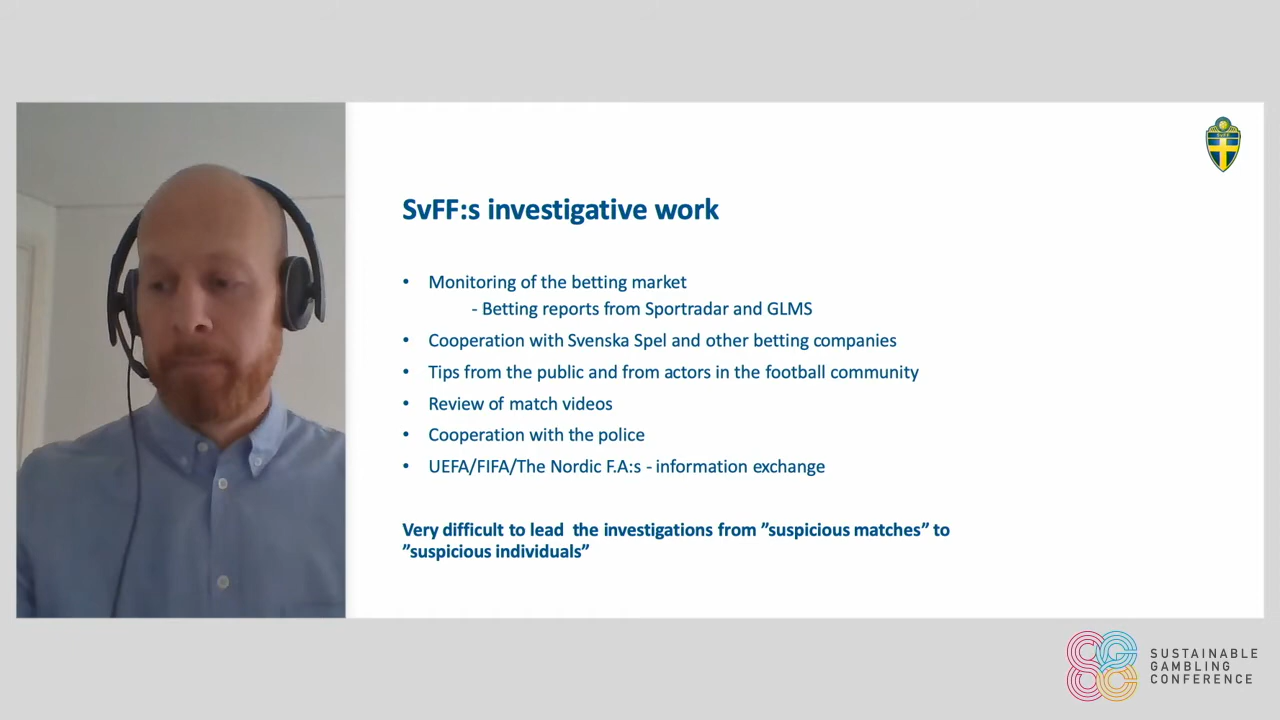 SvFF
SvFF:s investigative work
• Monitoring of the betting market
- Betting reports from Sportradar and GLMS
• Cooperation with Svenska Spel and other betting companies
• Tips from the public and from actors in the football community
• Review of match videos
• Cooperation with the police
• UEFA/FIFA/The Nordic F.A:s - information exchange
Very difficult to lead  the investigations from ”suspicious matches” to
”suspicious individuals”
SUSTAINABLE
GAMBLING
CONFERENCE